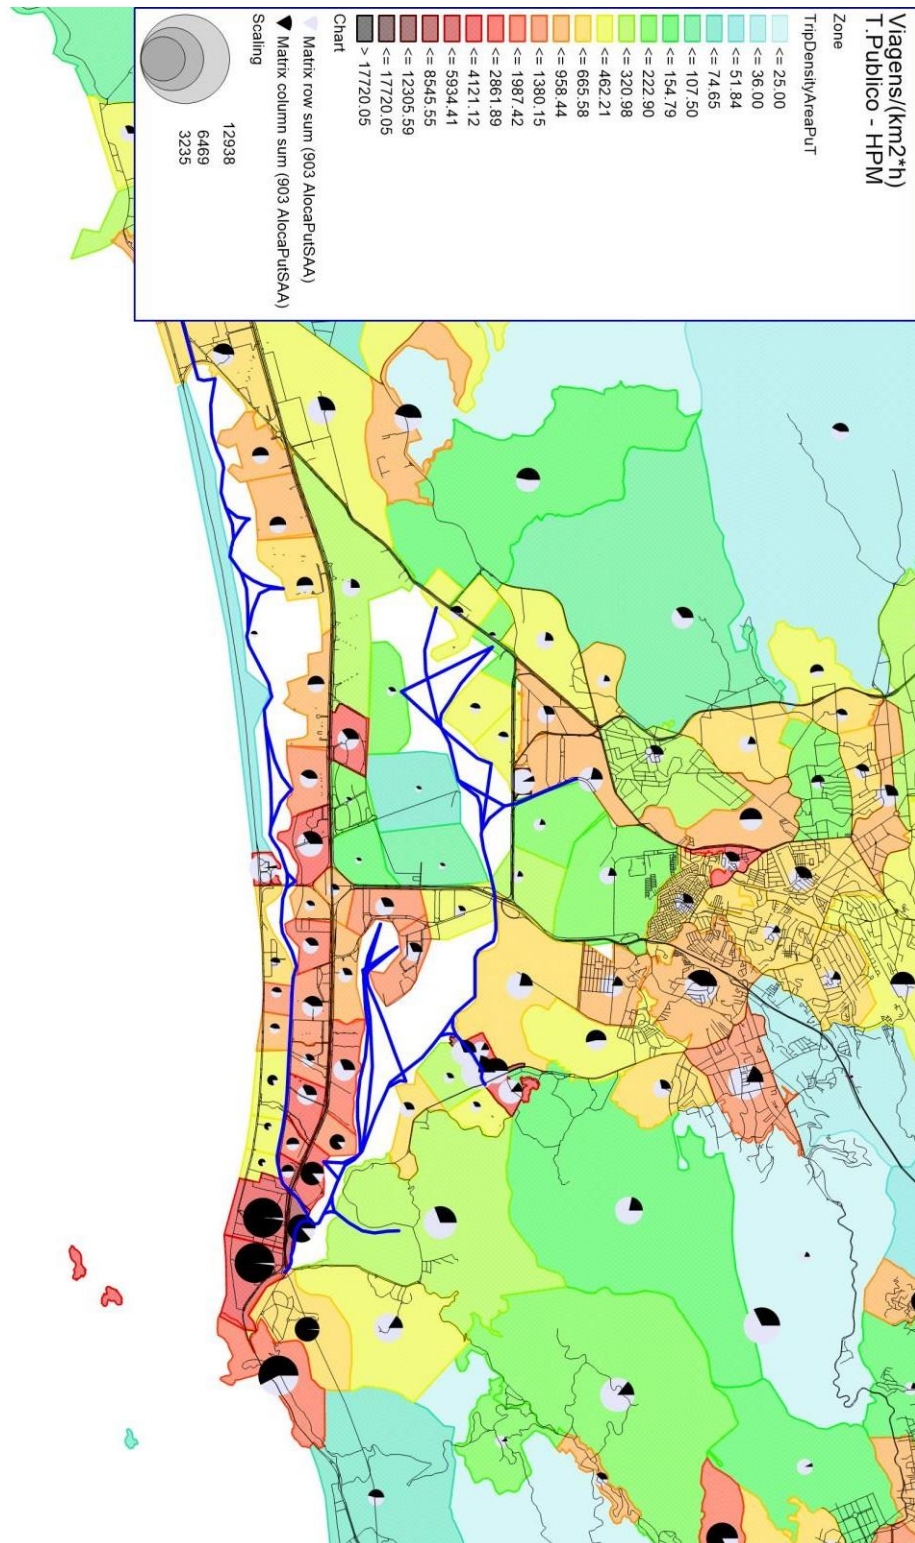 Viagens/(km2*h)
T.Publico - HPM
Zone
TripDensityAreaPuT
<= 25.00
<= 36.00
<= 51.84
<= 74.65
<= 107.50
<= 154.79
<= 222.90
<= 320.98
<= 462.21
<= 665.58
<= 958.44
<= 1380.15
<= 1987.42
<= 2861.89
<= 4121.12
<= 5934.41
<= 8545.55
<= 12305.59
<= 17720.05
> 17720.05
Chart
Matrix row sum (903 AlocaPutSAA)
Matrix column sum (903 AlocaPutSAA)
Scaling
12938
6469
3235